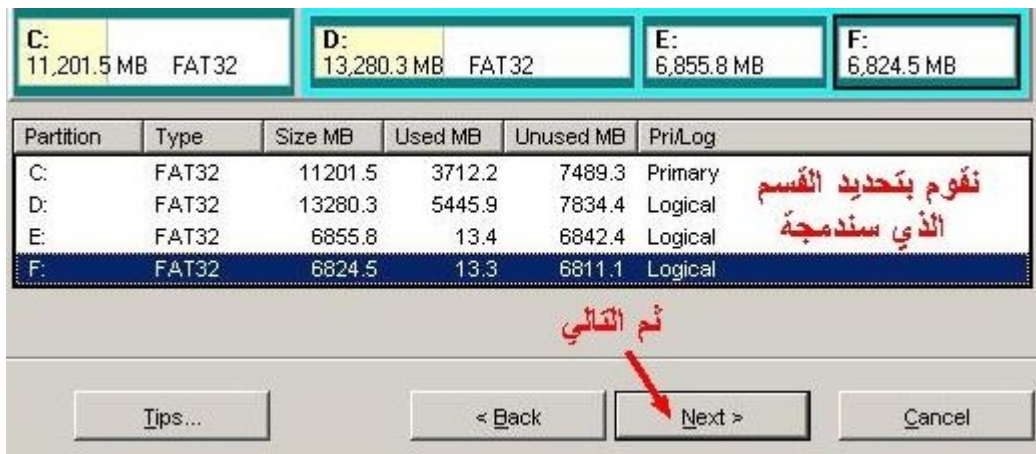 C: D: E: F:
11,201.5 MB FAT32 13,280.3 MB FAT32 6,855.8 MB 6,824.5 MB
Partition Type Size MB Used MB Unused MB Pri/Log
C: FAT32 11201.5 3712.2 7489.3 Primary
D: FAT32 13280.3 5445.9 7834.4 Logical
E: FAT32 6855.8 13.4 6842.4 Logical
F: FAT32 6824.5 13.3 6811.1 Logical
نقوم بتحديد القسم
الذي سندمجة
ثم التالي
Tips... < Back Next > Cancel